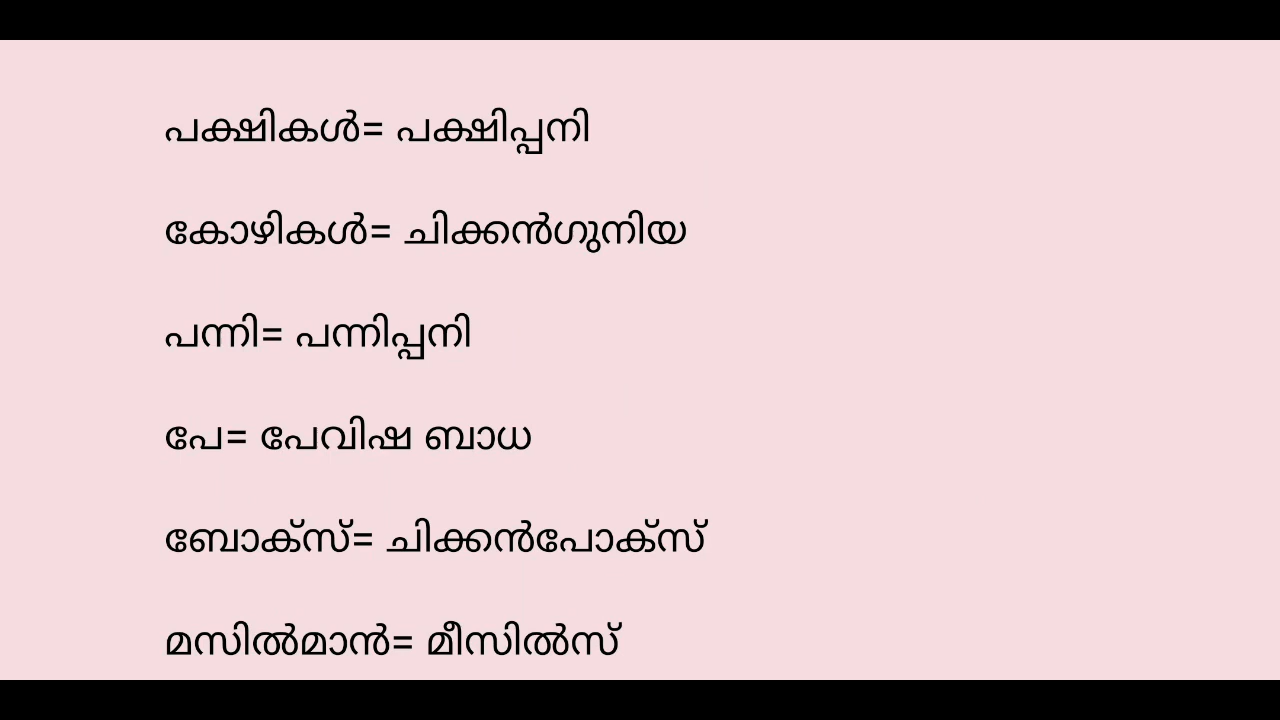 പക്ഷികൾ= പക്ഷിപ്പനി
കോഴികൾ= ചിക്കൻഗുനിയ
പന്നി= പന്നിപ്പനി
പേ= പേവിഷ ബാധ
ബോക്സ്= ചിക്കൻപോക്സ്
മസിൽമാൻ= മീസിൽസ്